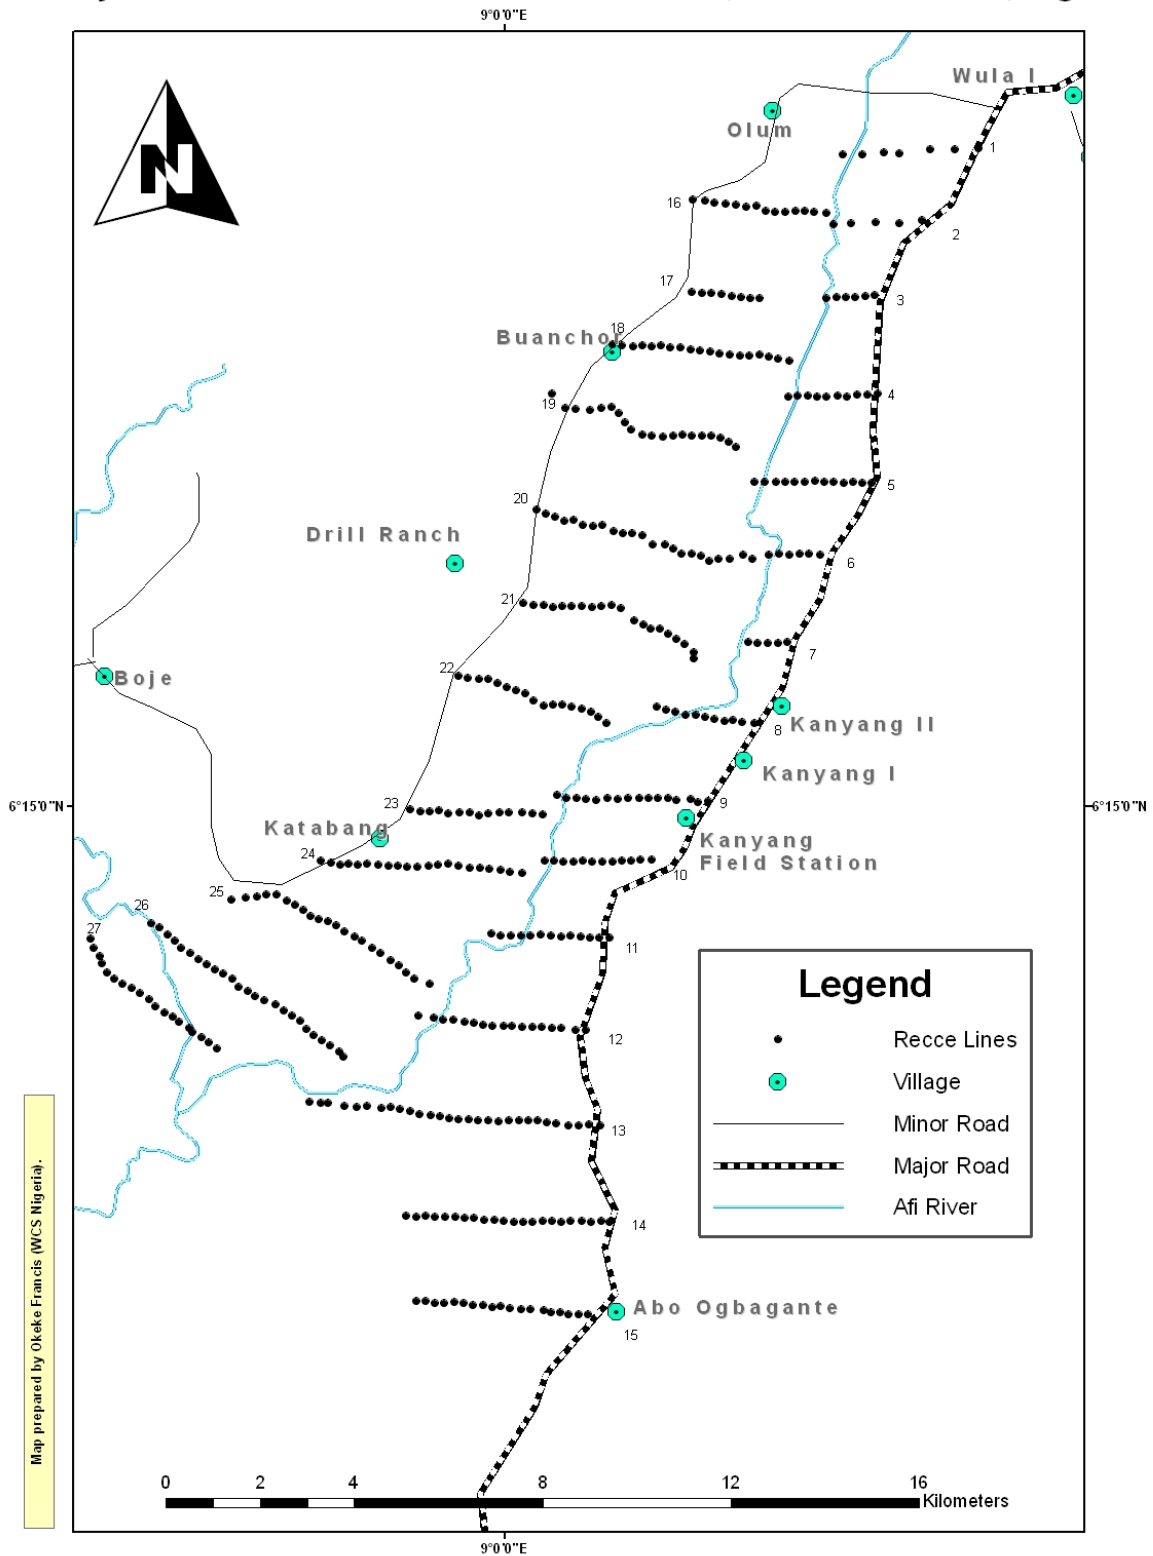 9°0'0"E
Wula I
Olum
1
16
2
17
3
18
Buanchor
4
19
5
20
Drill Ranch
6
21
7
22
Boje
8
Kanyang II
Kanyang I
6°15'0"N
6°15'0"N
23
9
Katabang
Kanyang
Field Station
24
10
25
26
27
11
N
12
13
14
Abo Ogbagante
15
Legend
Recce Lines
Village
Minor Road
Major Road
Afi River
Map prepared by Okeke Francis (WCS Nigeria).
0 2 4 8 12 16
Kilometers
9°0'0"E